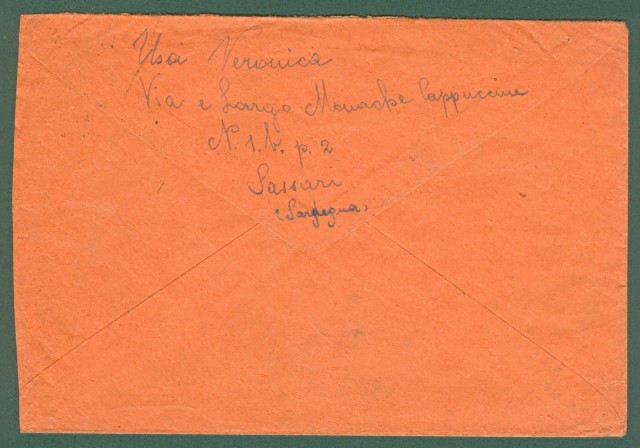 Usai Veronica
Via e Largo Monache Cappuccine
N. 1.b. p. 2
Sassari
(Sardegna)